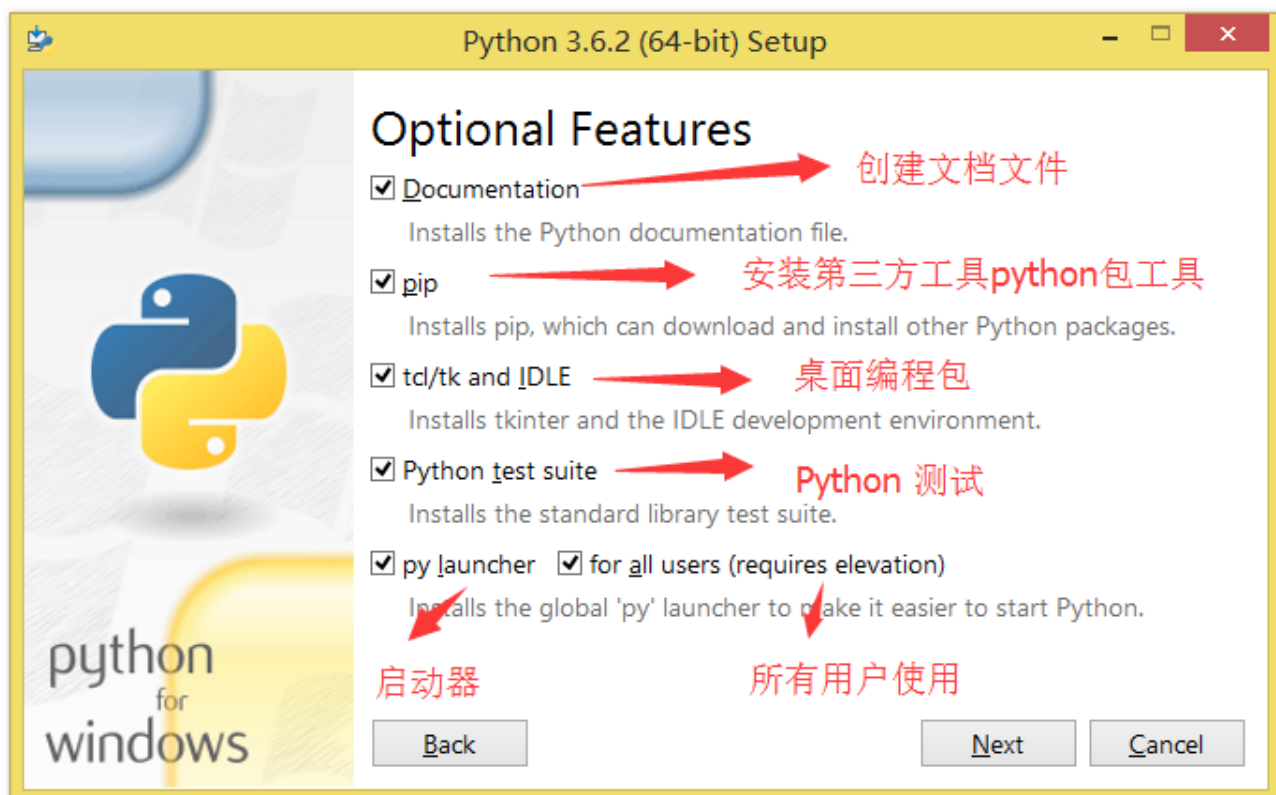 Python 3.6.2 (64-bit) Setup
Optional Features
Documentation
创建文档文件
Installs the Python documentation file.
pip
安装第三方工具python包工具
Installs pip, which can download and install other Python packages.
tcl/tk and IDLE
桌面编程包
Installs tkinter and the IDLE development environment.
Python test suite
Python 测试
Installs the standard library test suite.
py launcher for all users (requires elevation)
Installs the global 'py' launcher to make it easier to start Python.
启动器
所有用户使用
python
for
windows
Back
Next
Cancel